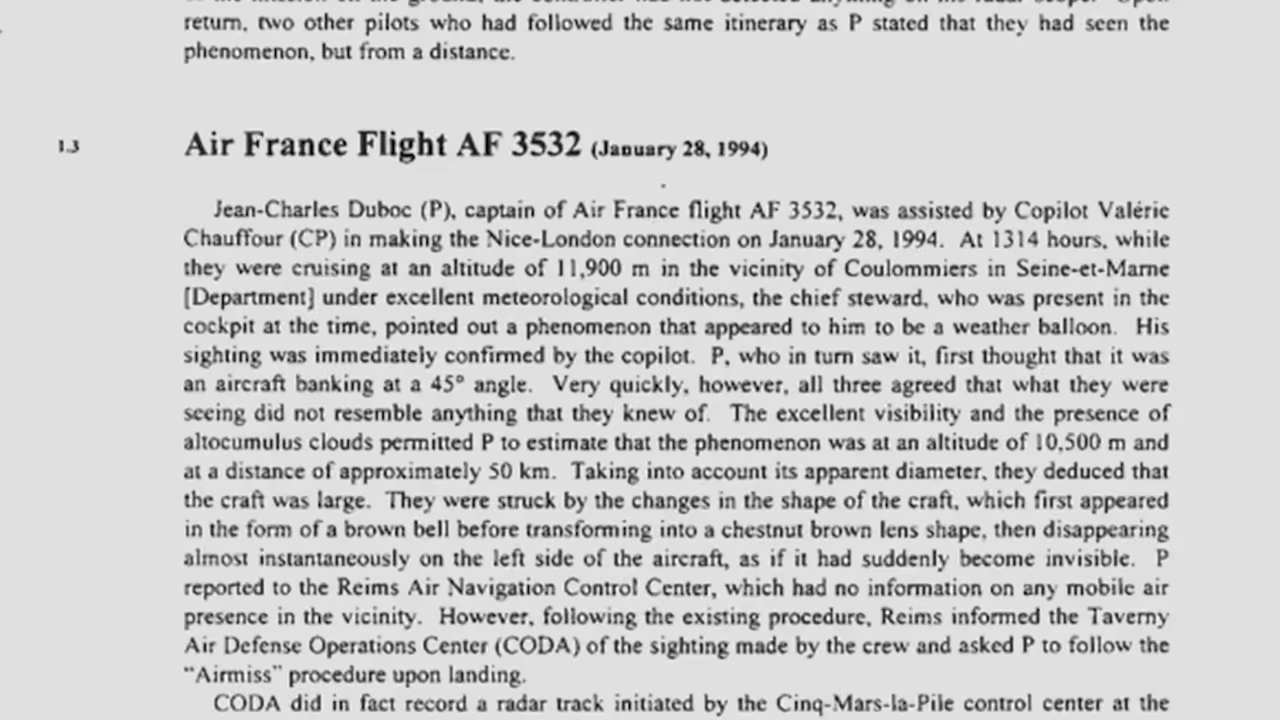 return, two other pilots who had followed the same itinerary as P stated that they had seen the
phenomenon, but from a distance.
1.3
Air France Flight AF 3532 (January 28, 1994)
Jean-Charles Duboc (P), captain of Air France flight AF 3532, was assisted by Copilot Valérie
Chauffour (CP) in making the Nice-London connection on January 28, 1994. At 1314 hours, while
they were cruising at an altitude of 11,900 m in the vicinity of Coulommiers in Seine-et-Marne
[Department] under excellent meteorological conditions, the chief steward, who was present in the
cockpit at the time, pointed out a phenomenon that appeared to him to be a weather balloon. His
sighting was immediately confirmed by the copilot. P, who in turn saw it, first thought that it was
an aircraft banking at a 45° angle. Very quickly, however, all three agreed that what they were
seeing did not resemble anything that they knew of. The excellent visibility and the presence of
altocumulus clouds permitted P to estimate that the phenomenon was at an altitude of 10,500 m and
at a distance of approximately 50 km. Taking into account its apparent diameter, they deduced that
the craft was large. They were struck by the changes in the shape of the craft, which first appeared
in the form of a brown bell before transforming into a chestnut brown lens shape, then disappearing
almost instantaneously on the left side of the aircraft, as if it had suddenly become invisible. P
reported to the Reims Air Navigation Control Center, which had no information on any mobile air
presence in the vicinity. However, following the existing procedure, Reims informed the Taverny
Air Defense Operations Center (CODA) of the sighting made by the crew and asked P to follow the
"Airmiss" procedure upon landing.
CODA did in fact record a radar track initiated by the Cinq-Mars-la-Pile control center at the